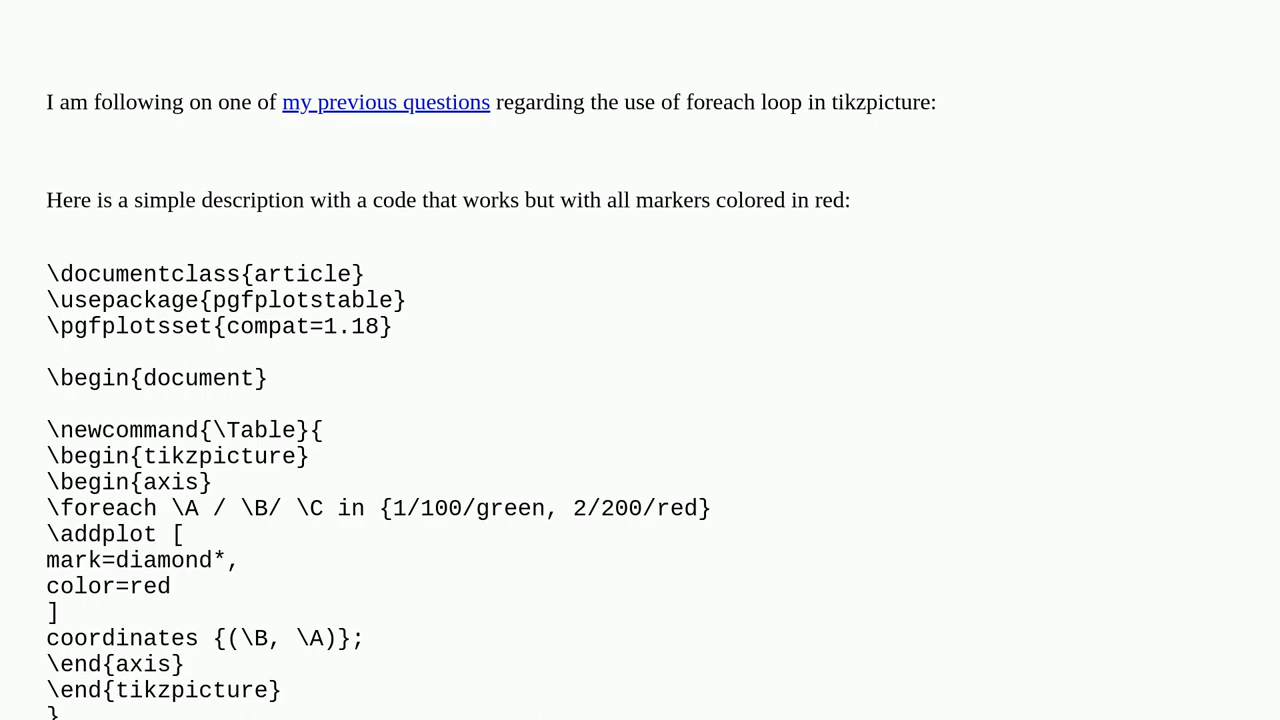 I am following on one of my previous questions regarding the use of foreach loop in tikzpicture:
Here is a simple description with a code that works but with all markers colored in red:
\documentclass{article}
\usepackage{pgfplotstable}
\pgfplotsset{compat=1.18}
\begin{document}
\newcommand{\Table}{
\begin{tikzpicture}
\begin{axis}
\foreach \A / \B/ \C in {1/100/green, 2/200/red}
\addplot [
mark=diamond*,
color=red
]
coordinates {(\B, \A)};
\end{axis}
\end{tikzpicture}
}